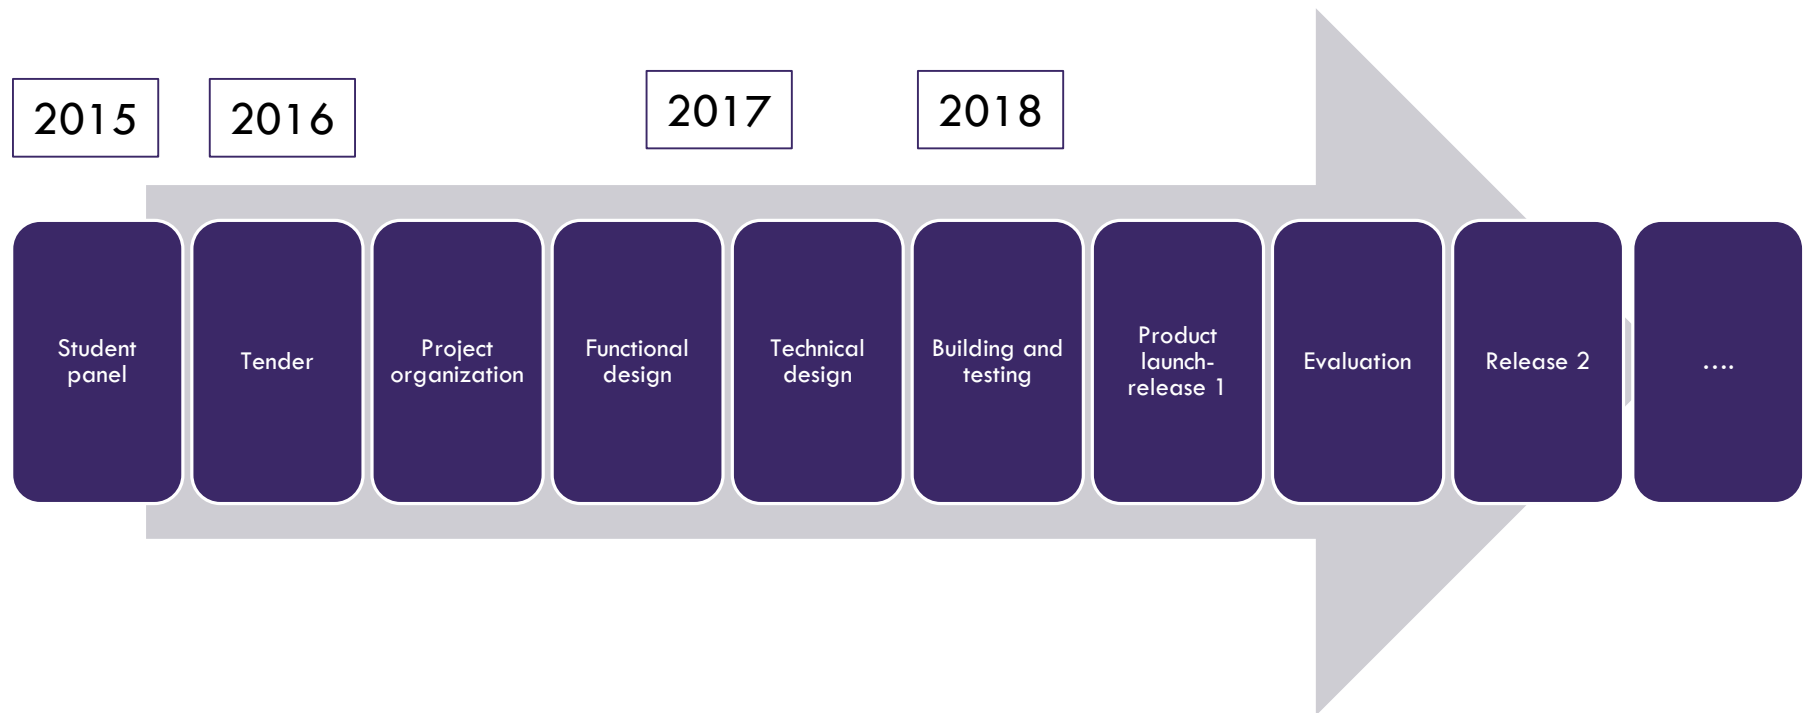 2015
2016
2017
2018
Student
panel
Tender
Project
organization
Functional
design
Technical
design
Building and
testing
Product
launch-
release 1
Evaluation
Release 2
....